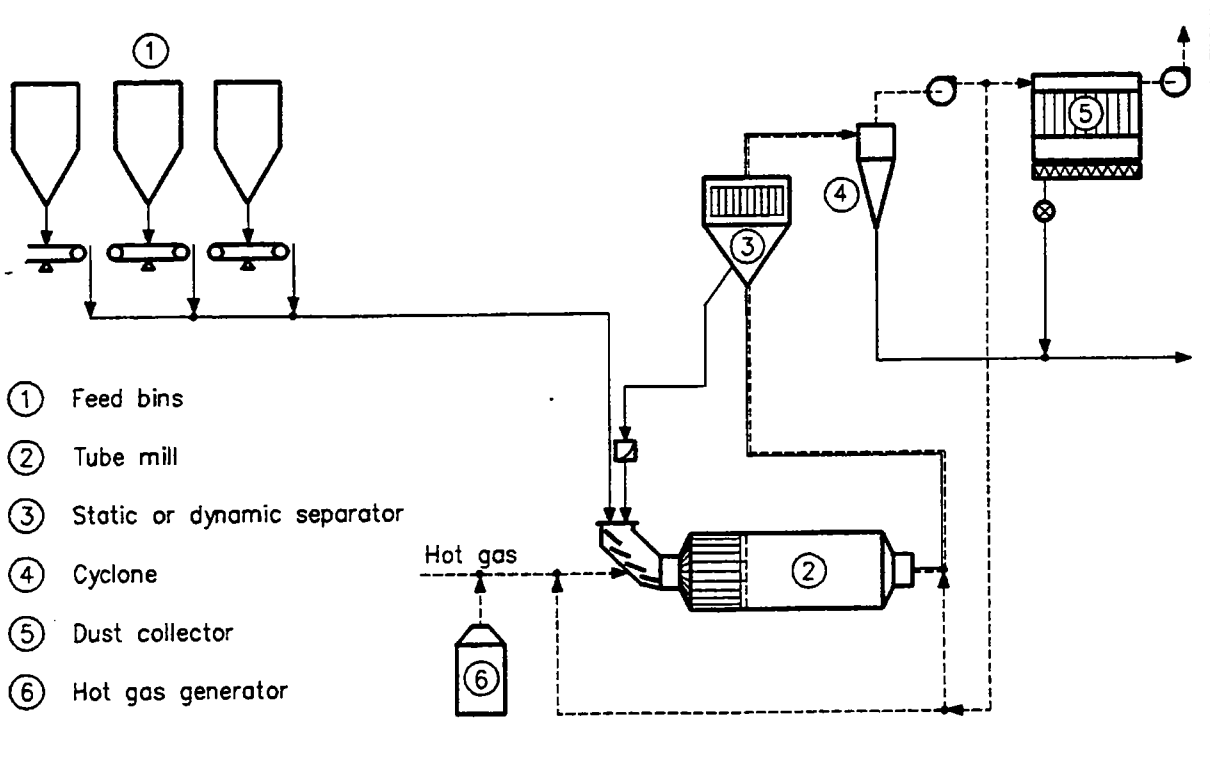 ①
⑤
④
③
① Feed bins
② Tube mill
③ Static or dynamic separator
④ Cyclone
⑤ Dust collector
⑥ Hot gas generator
Hot gas
②
⑥